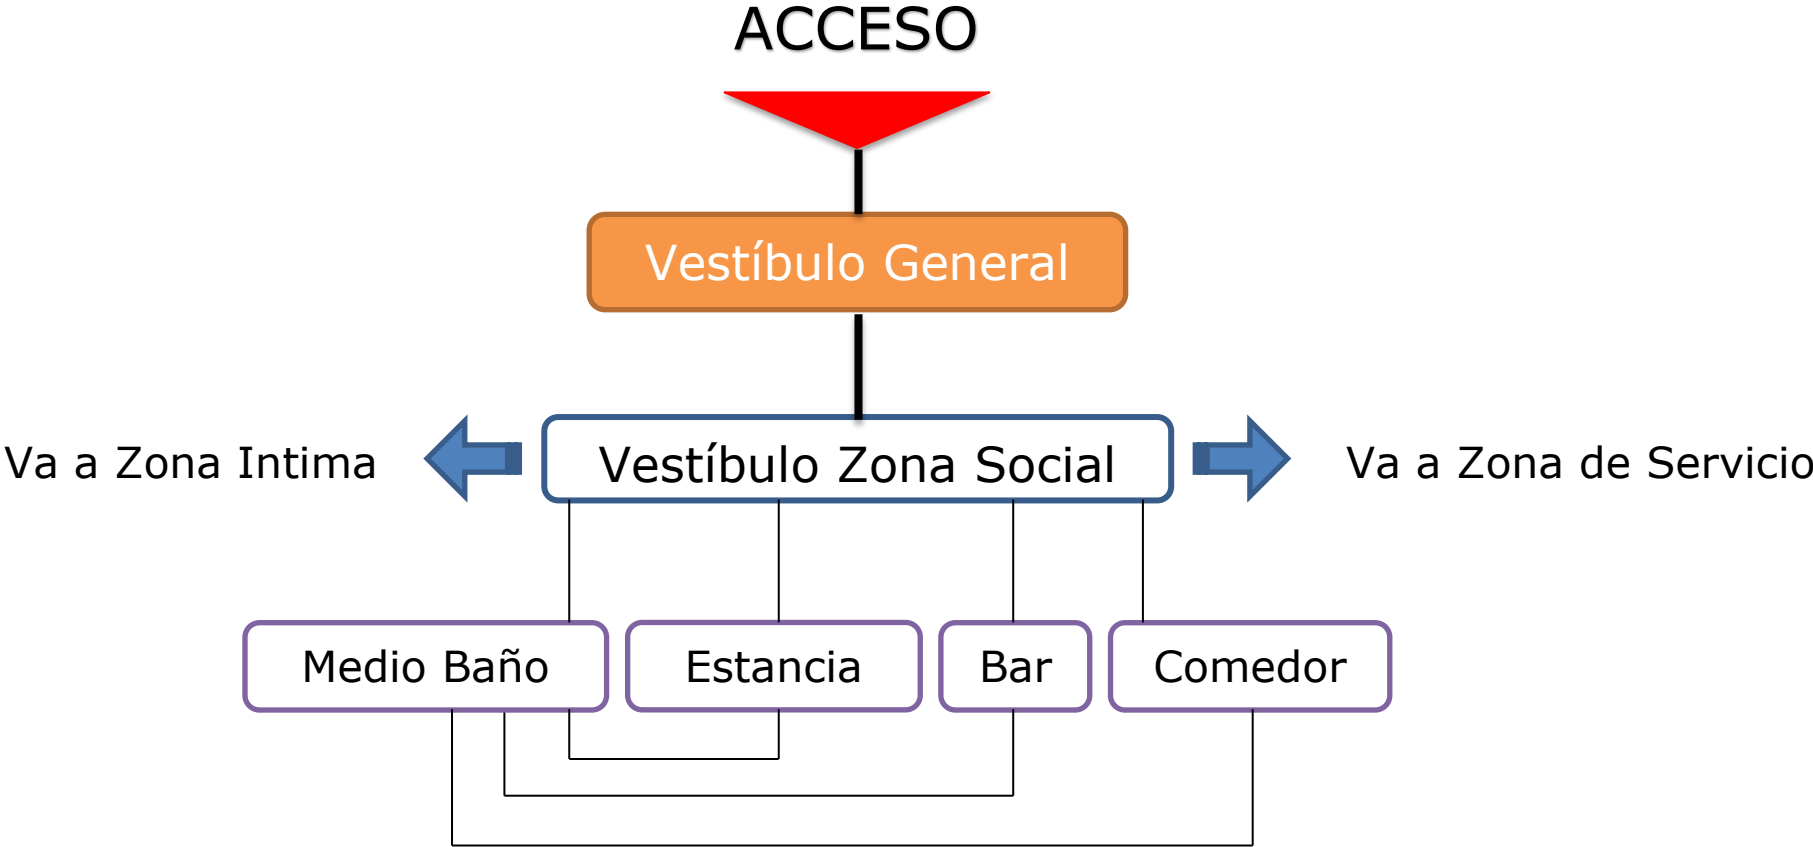 ACCESO
Vestíbulo General
Va a Zona Intima
Vestíbulo Zona Social
Va a Zona de Servicio
Medio Baño
Estancia
Bar
Comedor